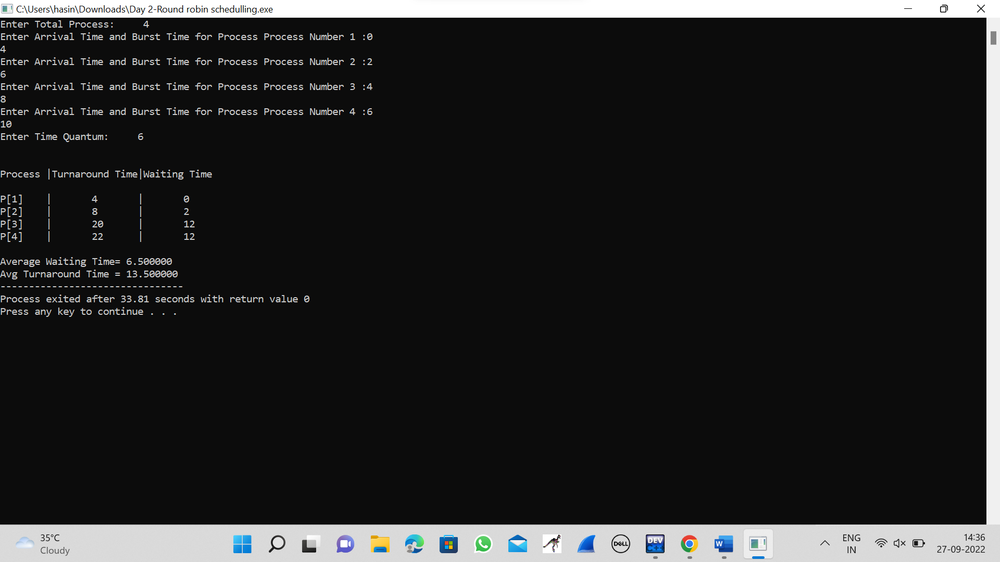 C:\Users\hasin\Downloads\Day 2-Round robin schedulling.exe
Enter Total Process:     4
Enter Arrival Time and Burst Time for Process Process Number 1 :0
4
Enter Arrival Time and Burst Time for Process Process Number 2 :2
6
Enter Arrival Time and Burst Time for Process Process Number 3 :4
8
Enter Arrival Time and Burst Time for Process Process Number 4 :6
10
Enter Time Quantum:     6
Process |Turnaround Time|Waiting Time
P[1]    |       4       |       0
P[2]    |       8       |       2
P[3]    |       20      |       12
P[4]    |       22      |       12
Average Waiting Time= 6.500000
Avg Turnaround Time = 13.500000
--------------------------------
Process exited after 33.81 seconds with return value 0
Press any key to continue . . .
35°C
Cloudy
DELL
DEV
C++
W
ENG
IN
14:36
27-09-2022